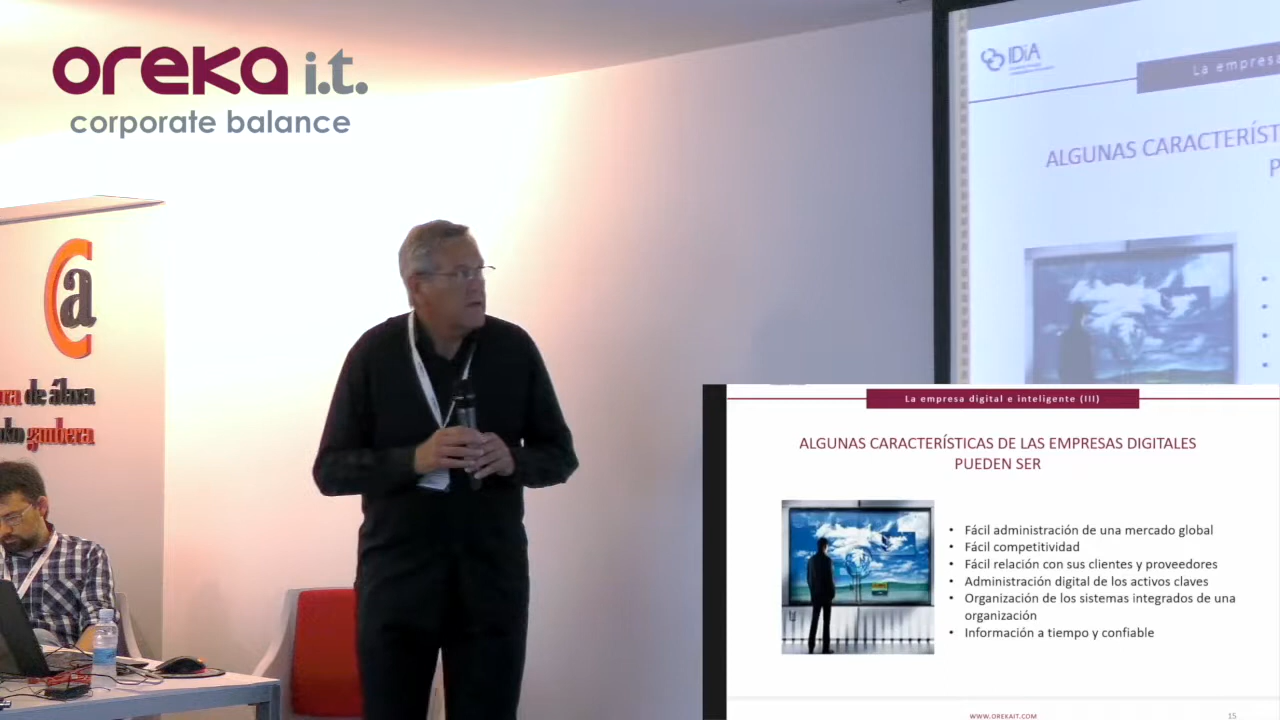 oreka i.t.
corporate balance
IDiA
La empresa
ALGUNAS CARACTERÍST
P
Ca
de álava
ganbera
La empresa digital e inteligente (III)
ALGUNAS CARACTERÍSTICAS DE LAS EMPRESAS DIGITALES
PUEDEN SER
• Fácil administración de una mercado global
• Fácil competitividad
• Fácil relación con sus clientes y proveedores
• Administración digital de los activos claves
• Organización de los sistemas integrados de una
organización
• Información a tiempo y confiable
WWW.OREKAIT.COM
15